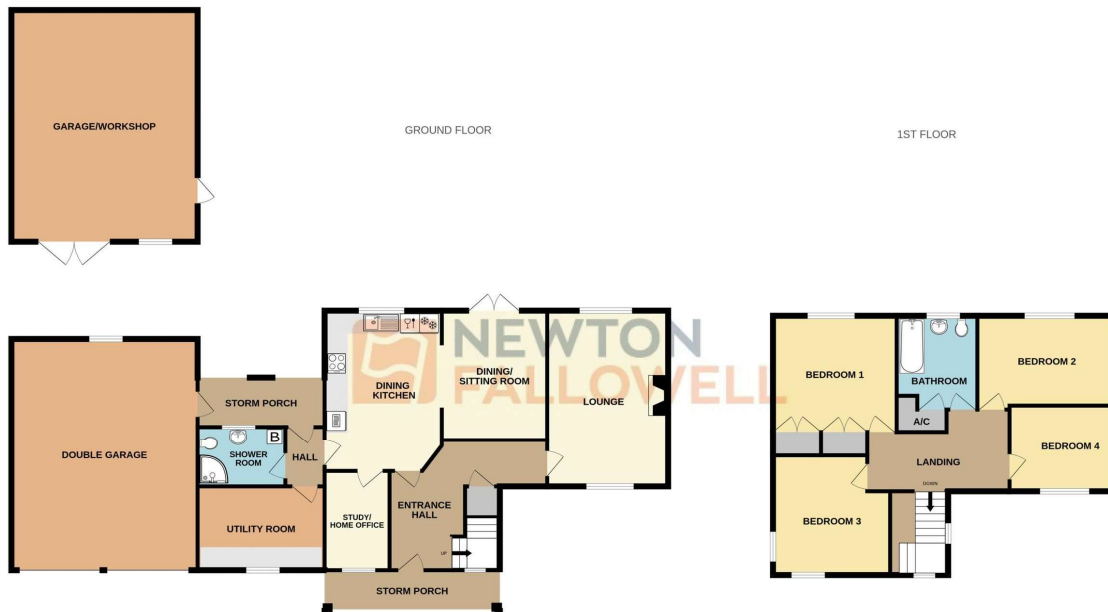 GARAGE/WORKSHOP
GROUND FLOOR
1ST FLOOR
NEWTON
FALLOWELL
DOUBLE GARAGE
STORM PORCH
SHOWER
ROOM
B
HALL
UTILITY ROOM
DINING
KITCHEN
DINING/
SITTING ROOM
LOUNGE
STUDY/
HOME OFFICE
ENTRANCE
HALL
UP
STORM PORCH
BEDROOM 1
BATHROOM
A/C
BEDROOM 2
BEDROOM 4
LANDING
DOWN
BEDROOM 3